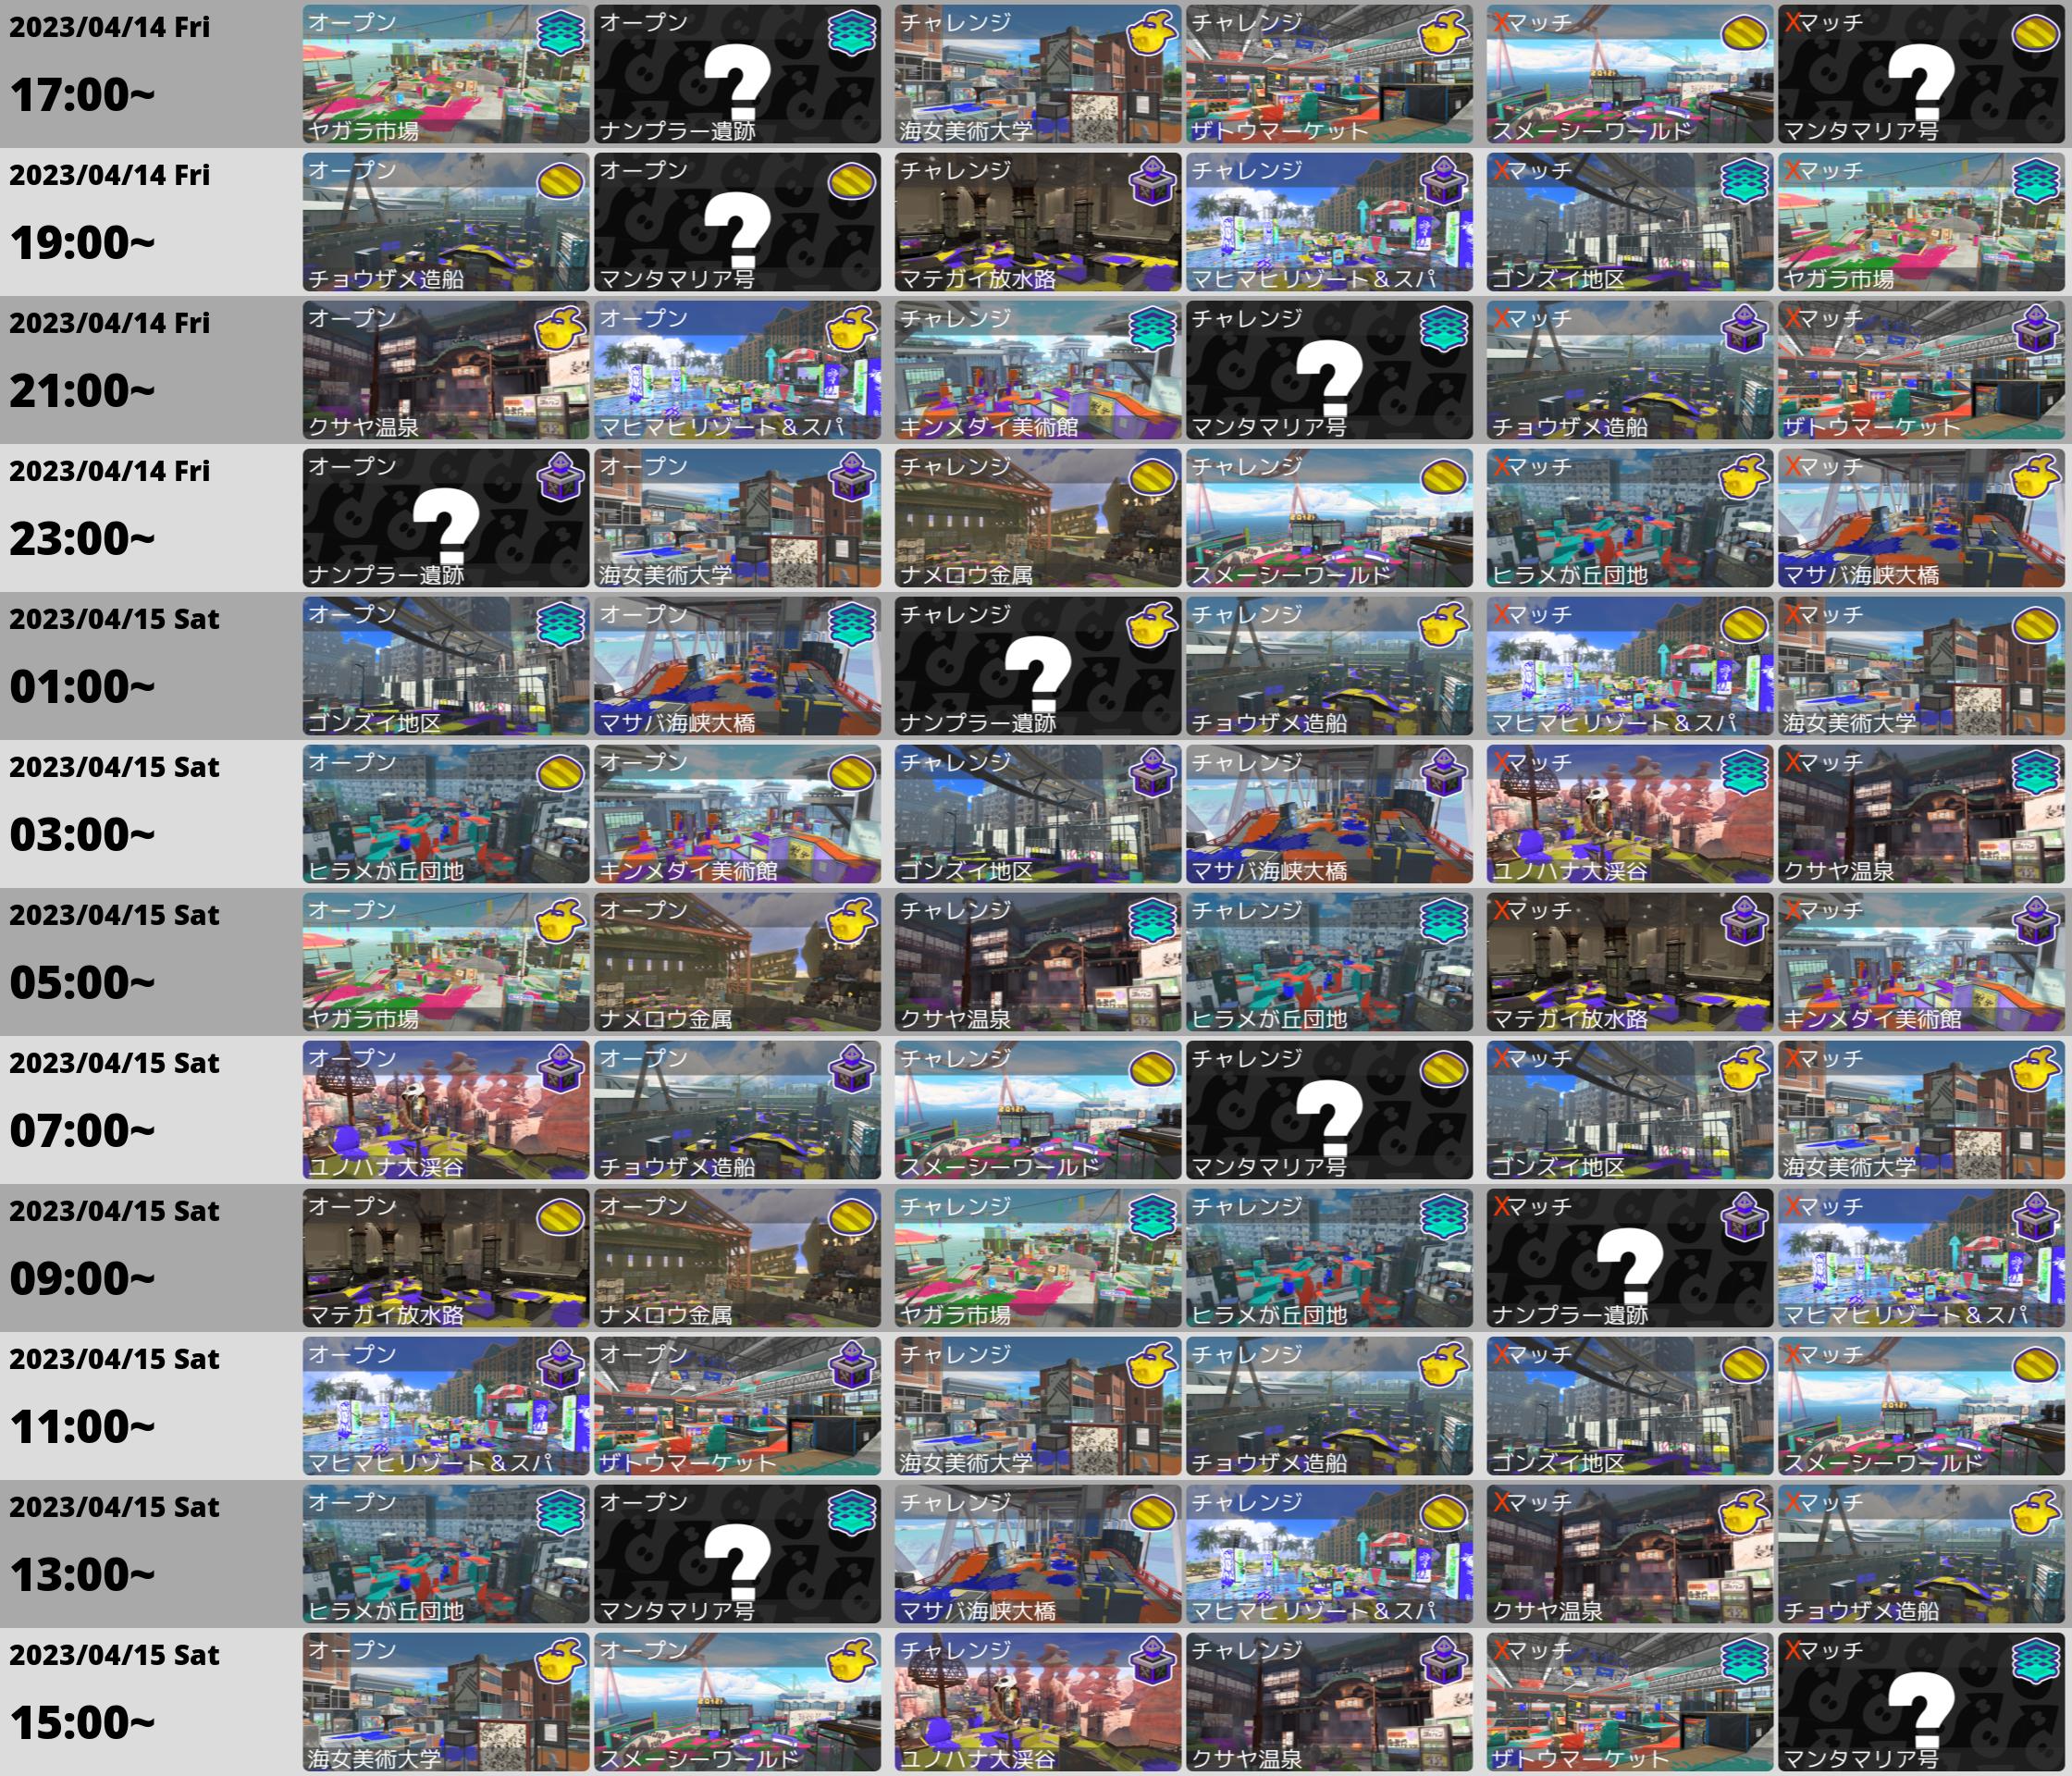 2023/04/14 Fri
17:00~
オープン
ヤガラ市場
オープン
ナンプラー遺跡
チャレンジ
海女美術大学
チャレンジ
ザトウマーケット
Xマッチ
スメーシーワールド
Xマッチ
マンタマリア号
2023/04/14 Fri
19:00~
オープン
チョウザメ造船
オープン
マンタマリア号
チャレンジ
マテガイ放水路
チャレンジ
マヒマヒリゾート&スパ
Xマッチ
ゴンズイ地区
Xマッチ
ヤガラ市場
2023/04/14 Fri
21:00~
オープン
クサヤ温泉
オープン
マヒマヒリゾート&スパ
チャレンジ
キンメダイ美術館
チャレンジ
マンタマリア号
Xマッチ
チョウザメ造船
Xマッチ
ザトウマーケット
2023/04/14 Fri
23:00~
オープン
ナンプラー遺跡
オープン
海女美術大学
チャレンジ
ナメロウ金属
チャレンジ
スメーシーワールド
Xマッチ
ヒラメが丘団地
Xマッチ
マサバ海峡大橋
2023/04/15 Sat
01:00~
オープン
ゴンズイ地区
オープン
マサバ海峡大橋
チャレンジ
ナンプラー遺跡
チャレンジ
チョウザメ造船
Xマッチ
マヒマヒリゾート&スパ
Xマッチ
海女美術大学
2023/04/15 Sat
03:00~
オープン
ヒラメが丘団地
オープン
キンメダイ美術館
チャレンジ
ゴンズイ地区
チャレンジ
マサバ海峡大橋
Xマッチ
ユノハナ大渓谷
Xマッチ
クサヤ温泉
2023/04/15 Sat
05:00~
オープン
ヤガラ市場
オープン
ナメロウ金属
チャレンジ
クサヤ温泉
チャレンジ
ヒラメが丘団地
Xマッチ
マテガイ放水路
Xマッチ
キンメダイ美術館
2023/04/15 Sat
07:00~
オープン
ユノハナ大渓谷
オープン
チョウザメ造船
チャレンジ
スメーシーワールド
チャレンジ
マンタマリア号
Xマッチ
ゴンズイ地区
Xマッチ
海女美術大学
2023/04/15 Sat
09:00~
オープン
マテガイ放水路
オープン
ナメロウ金属
チャレンジ
ヤガラ市場
チャレンジ
ヒラメが丘団地
Xマッチ
ナンプラー遺跡
Xマッチ
マヒマヒリゾート&スパ
2023/04/15 Sat
11:00~
オープン
マヒマヒリゾート&スパ
オープン
ザトウマーケット
チャレンジ
海女美術大学
チャレンジ
チョウザメ造船
Xマッチ
ゴンズイ地区
Xマッチ
スメーシーワールド
2023/04/15 Sat
13:00~
オープン
ヒラメが丘団地
オープン
マンタマリア号
チャレンジ
マサバ海峡大橋
チャレンジ
マヒマヒリゾート&スパ
Xマッチ
クサヤ温泉
Xマッチ
チョウザメ造船
2023/04/15 Sat
15:00~
オープン
海女美術大学
オープン
スメーシーワールド
チャレンジ
ユノハナ大渓谷
チャレンジ
クサヤ温泉
Xマッチ
ザトウマーケット
Xマッチ
マンタマリア号